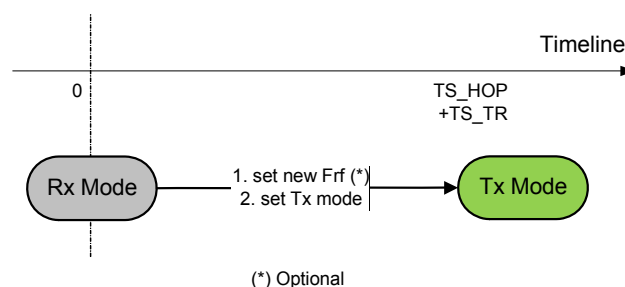 Timeline
0
TS_HOP
+TS_TR
Rx Mode
1. set new Frf (*)
2. set Tx mode
Tx Mode
(*) Optional